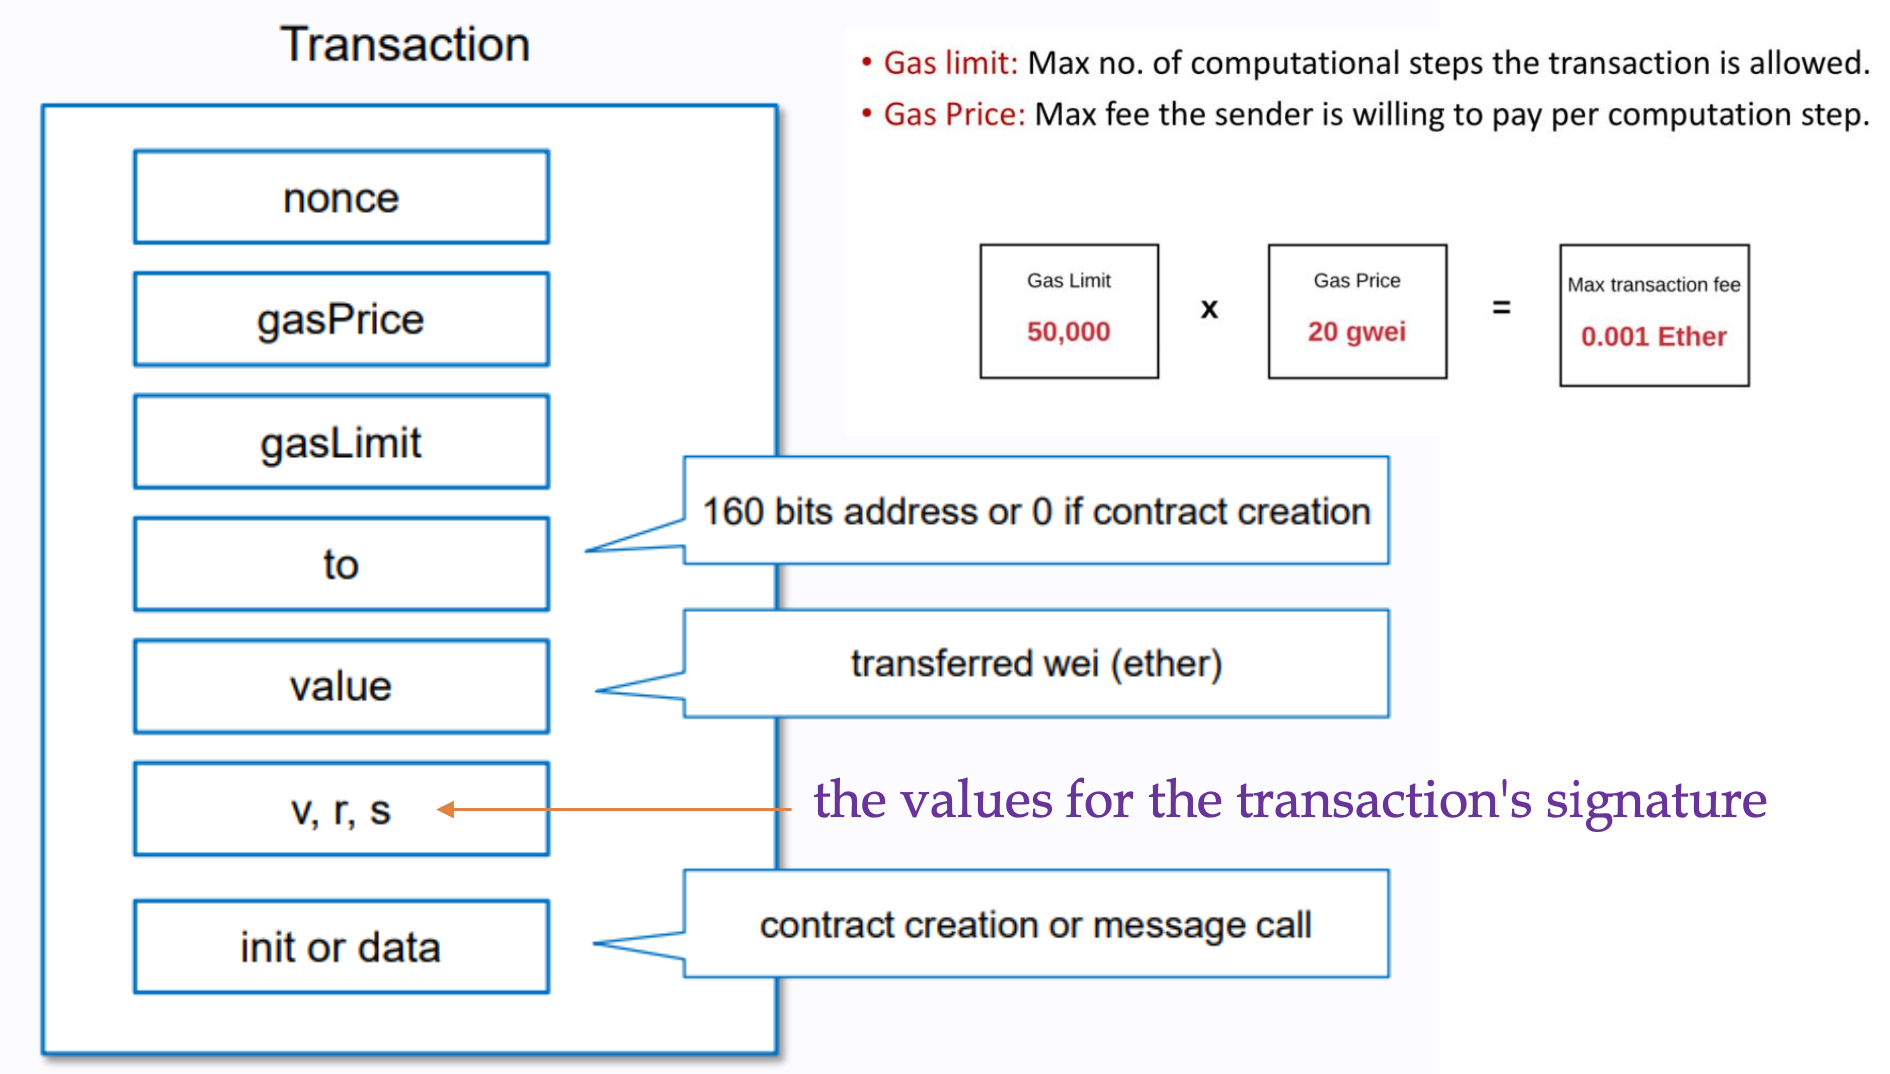 Transaction
nonce
gasPrice
gasLimit
to
value
v, r, s
init or data
• Gas limit: Max no. of computational steps the transaction is allowed.
• Gas Price: Max fee the sender is willing to pay per computation step.
Gas Limit
50,000
x
Gas Price
20 gwei
=
Max transaction fee
0.001 Ether
160 bits address or 0 if contract creation
transferred wei (ether)
the values for the transaction's signature
contract creation or message call